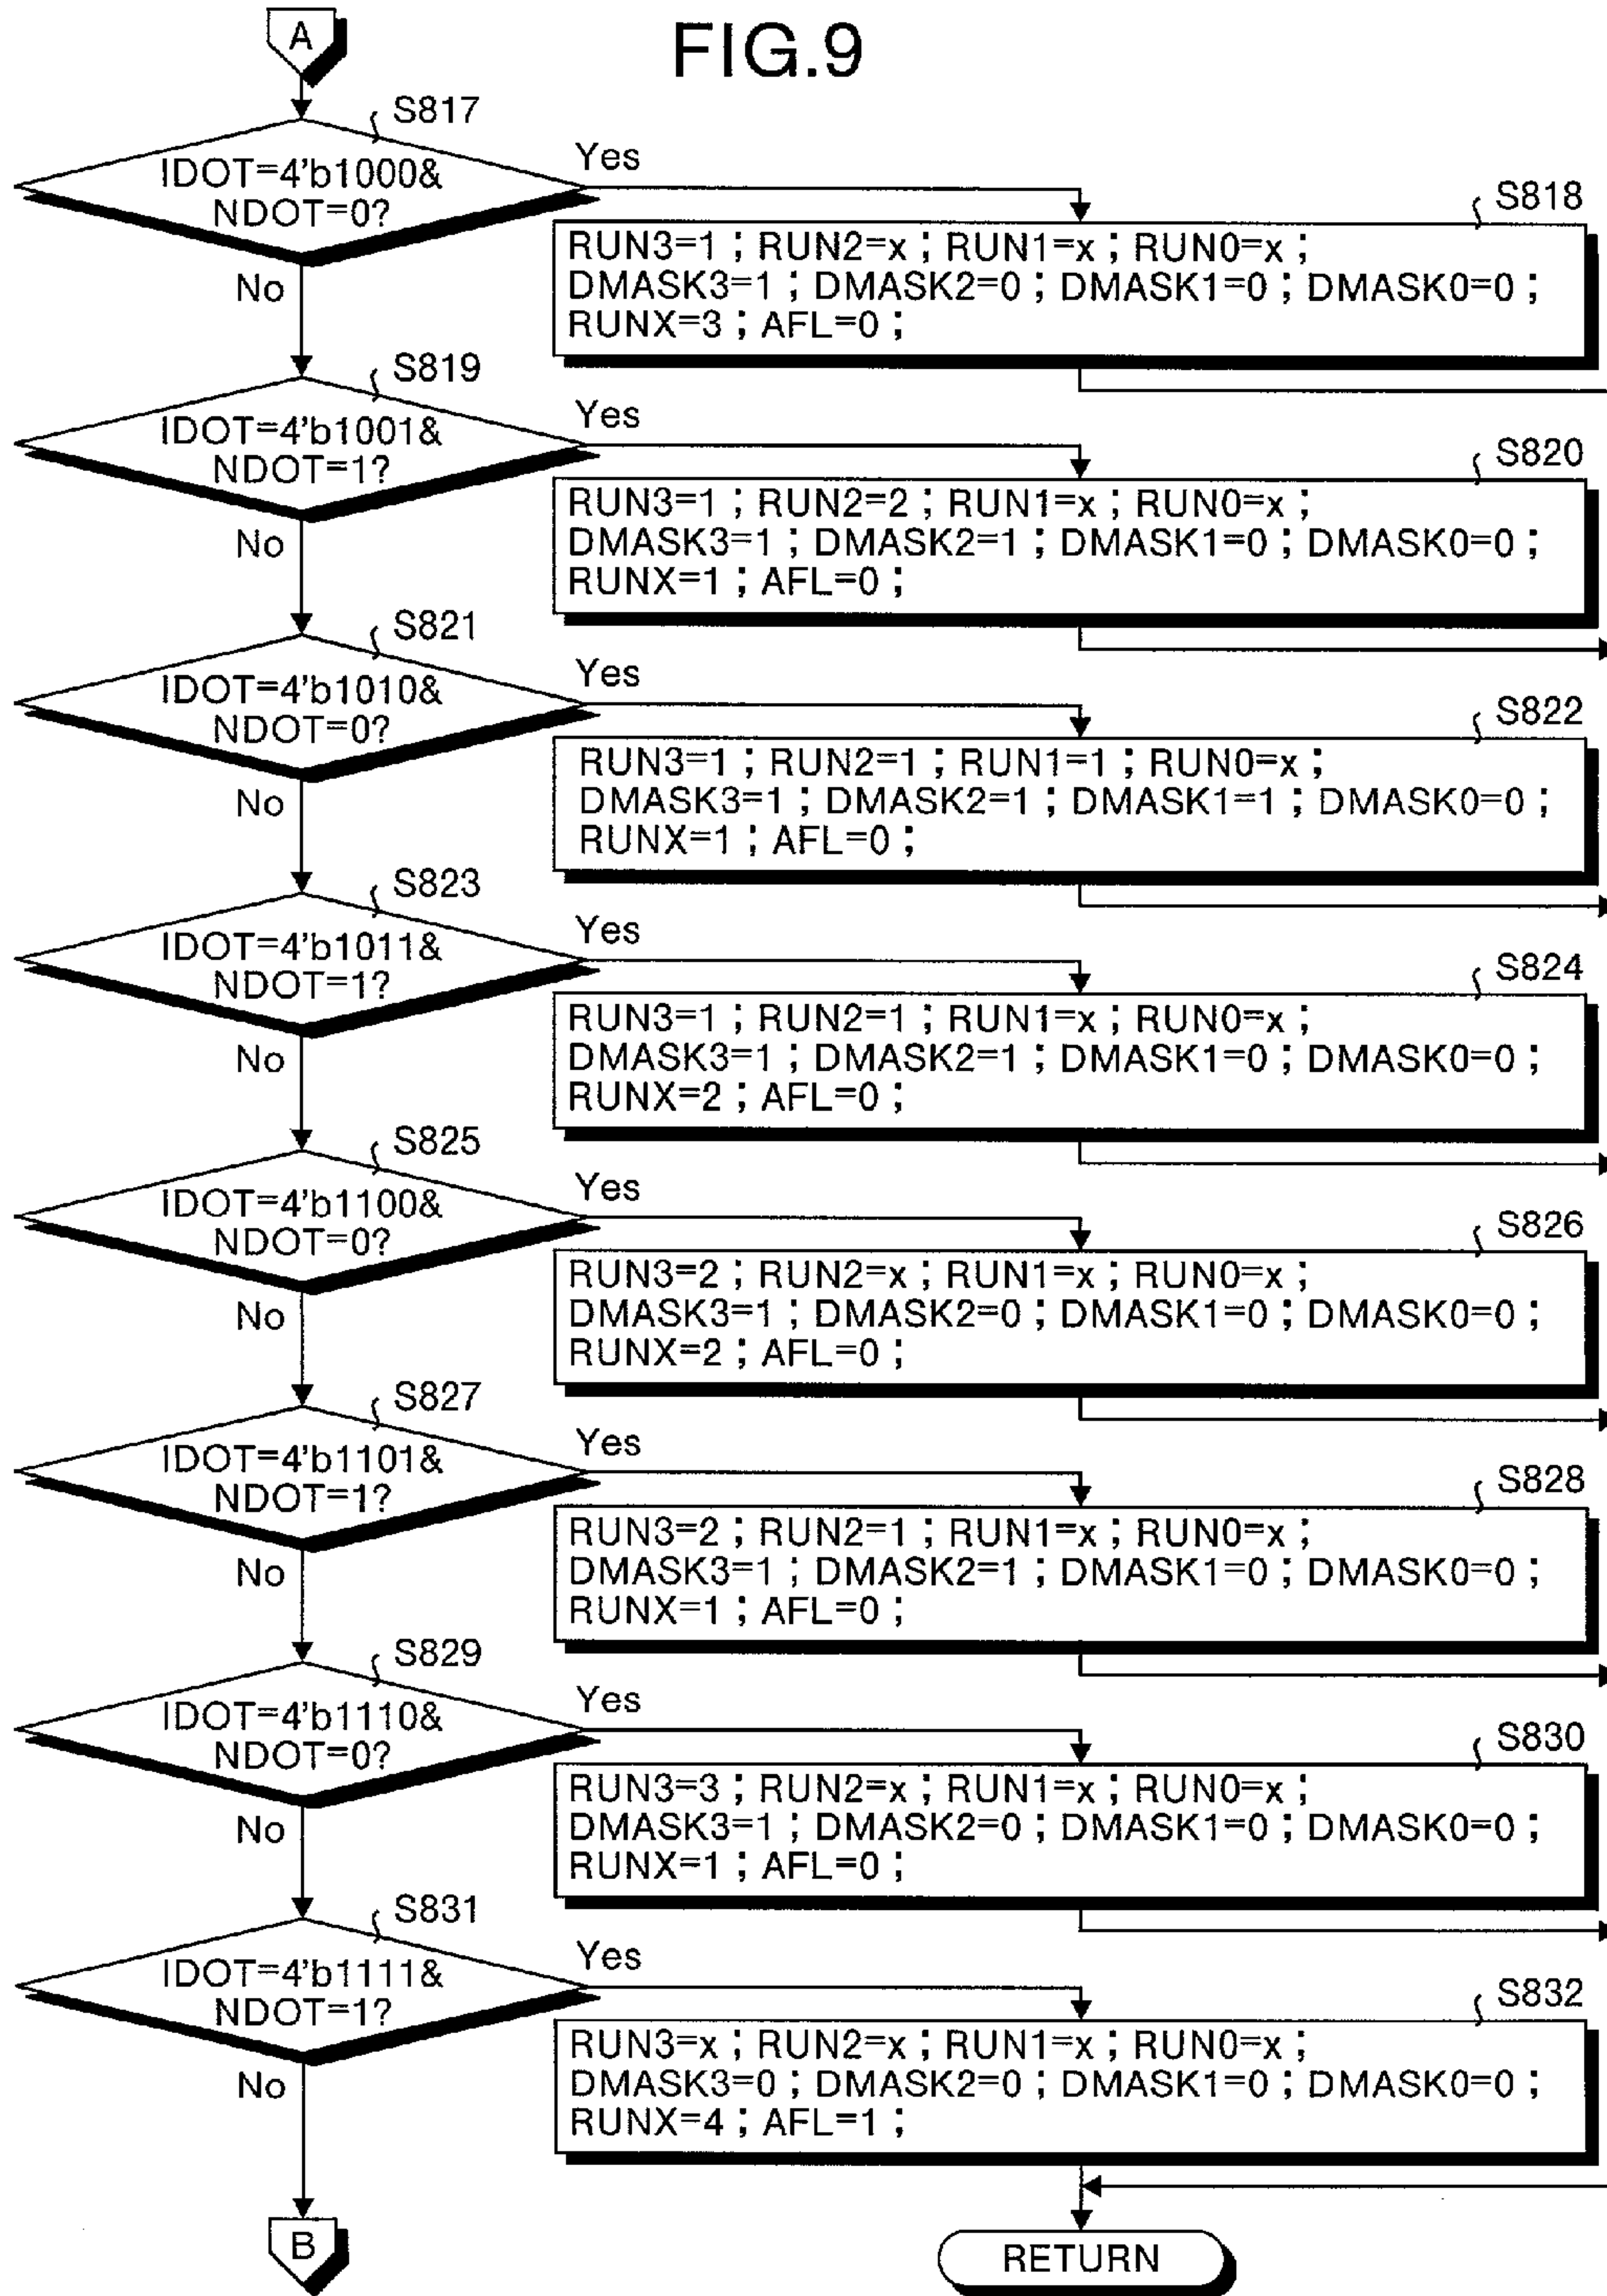 A
FIG.9
S817
IDOT=4'b1000&
NDOT=0?
Yes
No
S818
RUN3=1 ; RUN2=x ; RUN1=x ; RUN0=x ;
DMASK3=1 ; DMASK2=0 ; DMASK1=0 ; DMASK0=0 ;
RUNX=3 ; AFL=0 ;
S819
IDOT=4'b1001&
NDOT=1?
Yes
No
S820
RUN3=1 ; RUN2=2 ; RUN1=x ; RUN0=x ;
DMASK3=1 ; DMASK2=1 ; DMASK1=0 ; DMASK0=0 ;
RUNX=1 ; AFL=0 ;
S821
IDOT=4'b1010&
NDOT=0?
Yes
No
S822
RUN3=1 ; RUN2=1 ; RUN1=1 ; RUN0=x ;
DMASK3=1 ; DMASK2=1 ; DMASK1=1 ; DMASK0=0 ;
RUNX=1 ; AFL=0 ;
S823
IDOT=4'b1011&
NDOT=1?
Yes
No
S824
RUN3=1 ; RUN2=1 ; RUN1=x ; RUN0=x ;
DMASK3=1 ; DMASK2=1 ; DMASK1=0 ; DMASK0=0 ;
RUNX=2 ; AFL=0 ;
S825
IDOT=4'b1100&
NDOT=0?
Yes
No
S826
RUN3=2 ; RUN2=x ; RUN1=x ; RUN0=x ;
DMASK3=1 ; DMASK2=0 ; DMASK1=0 ; DMASK0=0 ;
RUNX=2 ; AFL=0 ;
S827
IDOT=4'b1101&
NDOT=1?
Yes
No
S828
RUN3=2 ; RUN2=1 ; RUN1=x ; RUN0=x ;
DMASK3=1 ; DMASK2=1 ; DMASK1=0 ; DMASK0=0 ;
RUNX=1 ; AFL=0 ;
S829
IDOT=4'b1110&
NDOT=0?
Yes
No
S830
RUN3=3 ; RUN2=x ; RUN1=x ; RUN0=x ;
DMASK3=1 ; DMASK2=0 ; DMASK1=0 ; DMASK0=0 ;
RUNX=1 ; AFL=0 ;
S831
IDOT=4'b1111&
NDOT=1?
Yes
No
S832
RUN3=x ; RUN2=x ; RUN1=x ; RUN0=x ;
DMASK3=0 ; DMASK2=0 ; DMASK1=0 ; DMASK0=0 ;
RUNX=4 ; AFL=1 ;
B
RETURN